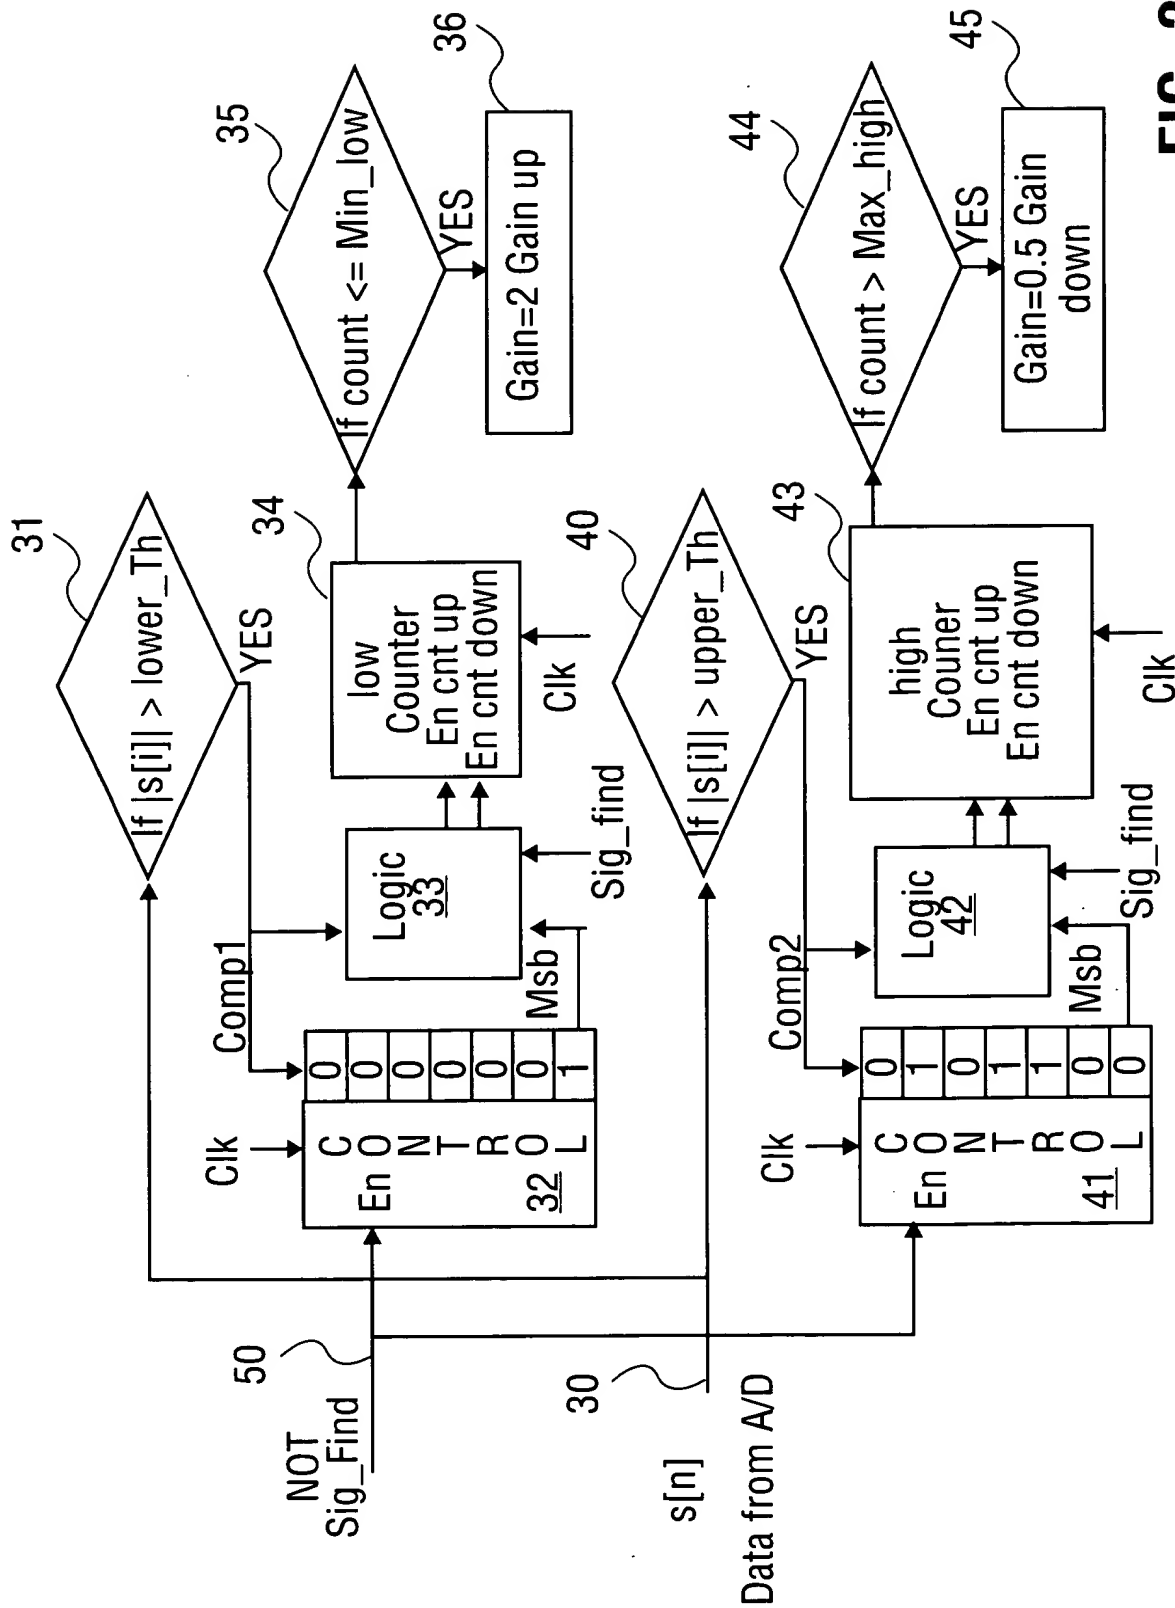 31
If |s[i]| > lower_Th
YES
Comp1
Clk
En
CONTROL
32
0
0
0
0
0
0
1
Msb
Logic
33
Sig_find
34
low
Counter
En cnt up
En cnt down
Clk
35
If count <= Min_low
YES
36
Gain=2 Gain up
50
NOT
Sig_Find
30
s[n]
Data from A/D
40
If |s[i]| > upper_Th
YES
Comp2
Clk
En
CONTROL
41
0
1
0
1
1
0
0
Msb
Logic
42
Sig_find
43
high
Couner
En cnt up
En cnt down
Clk
44
If count > Max_high
YES
45
Gain=0.5 Gain
down
FIG.